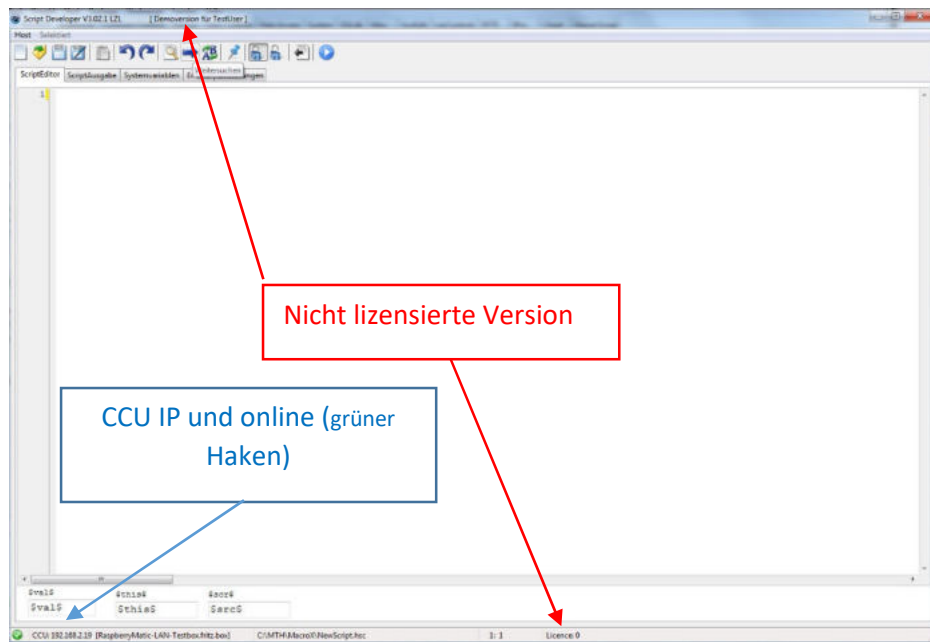 Script Developer V3.02.1 LZL [ Demoversion für TestUser ]
Host Selectiert
ScriptEditor ScriptAusgabe Systemvariablen
1
Nicht lizensierte Version
CCU IP und online (grüner
Haken)
$val$ $this$ $src$
$val$ $this$ $src$
CCU: 192.168.2.19 [RaspberryMatic-LAN-Testbox.fritz.box] C:\MTH\MacroX\NewScript.hsc 1: 1 Licence: 0